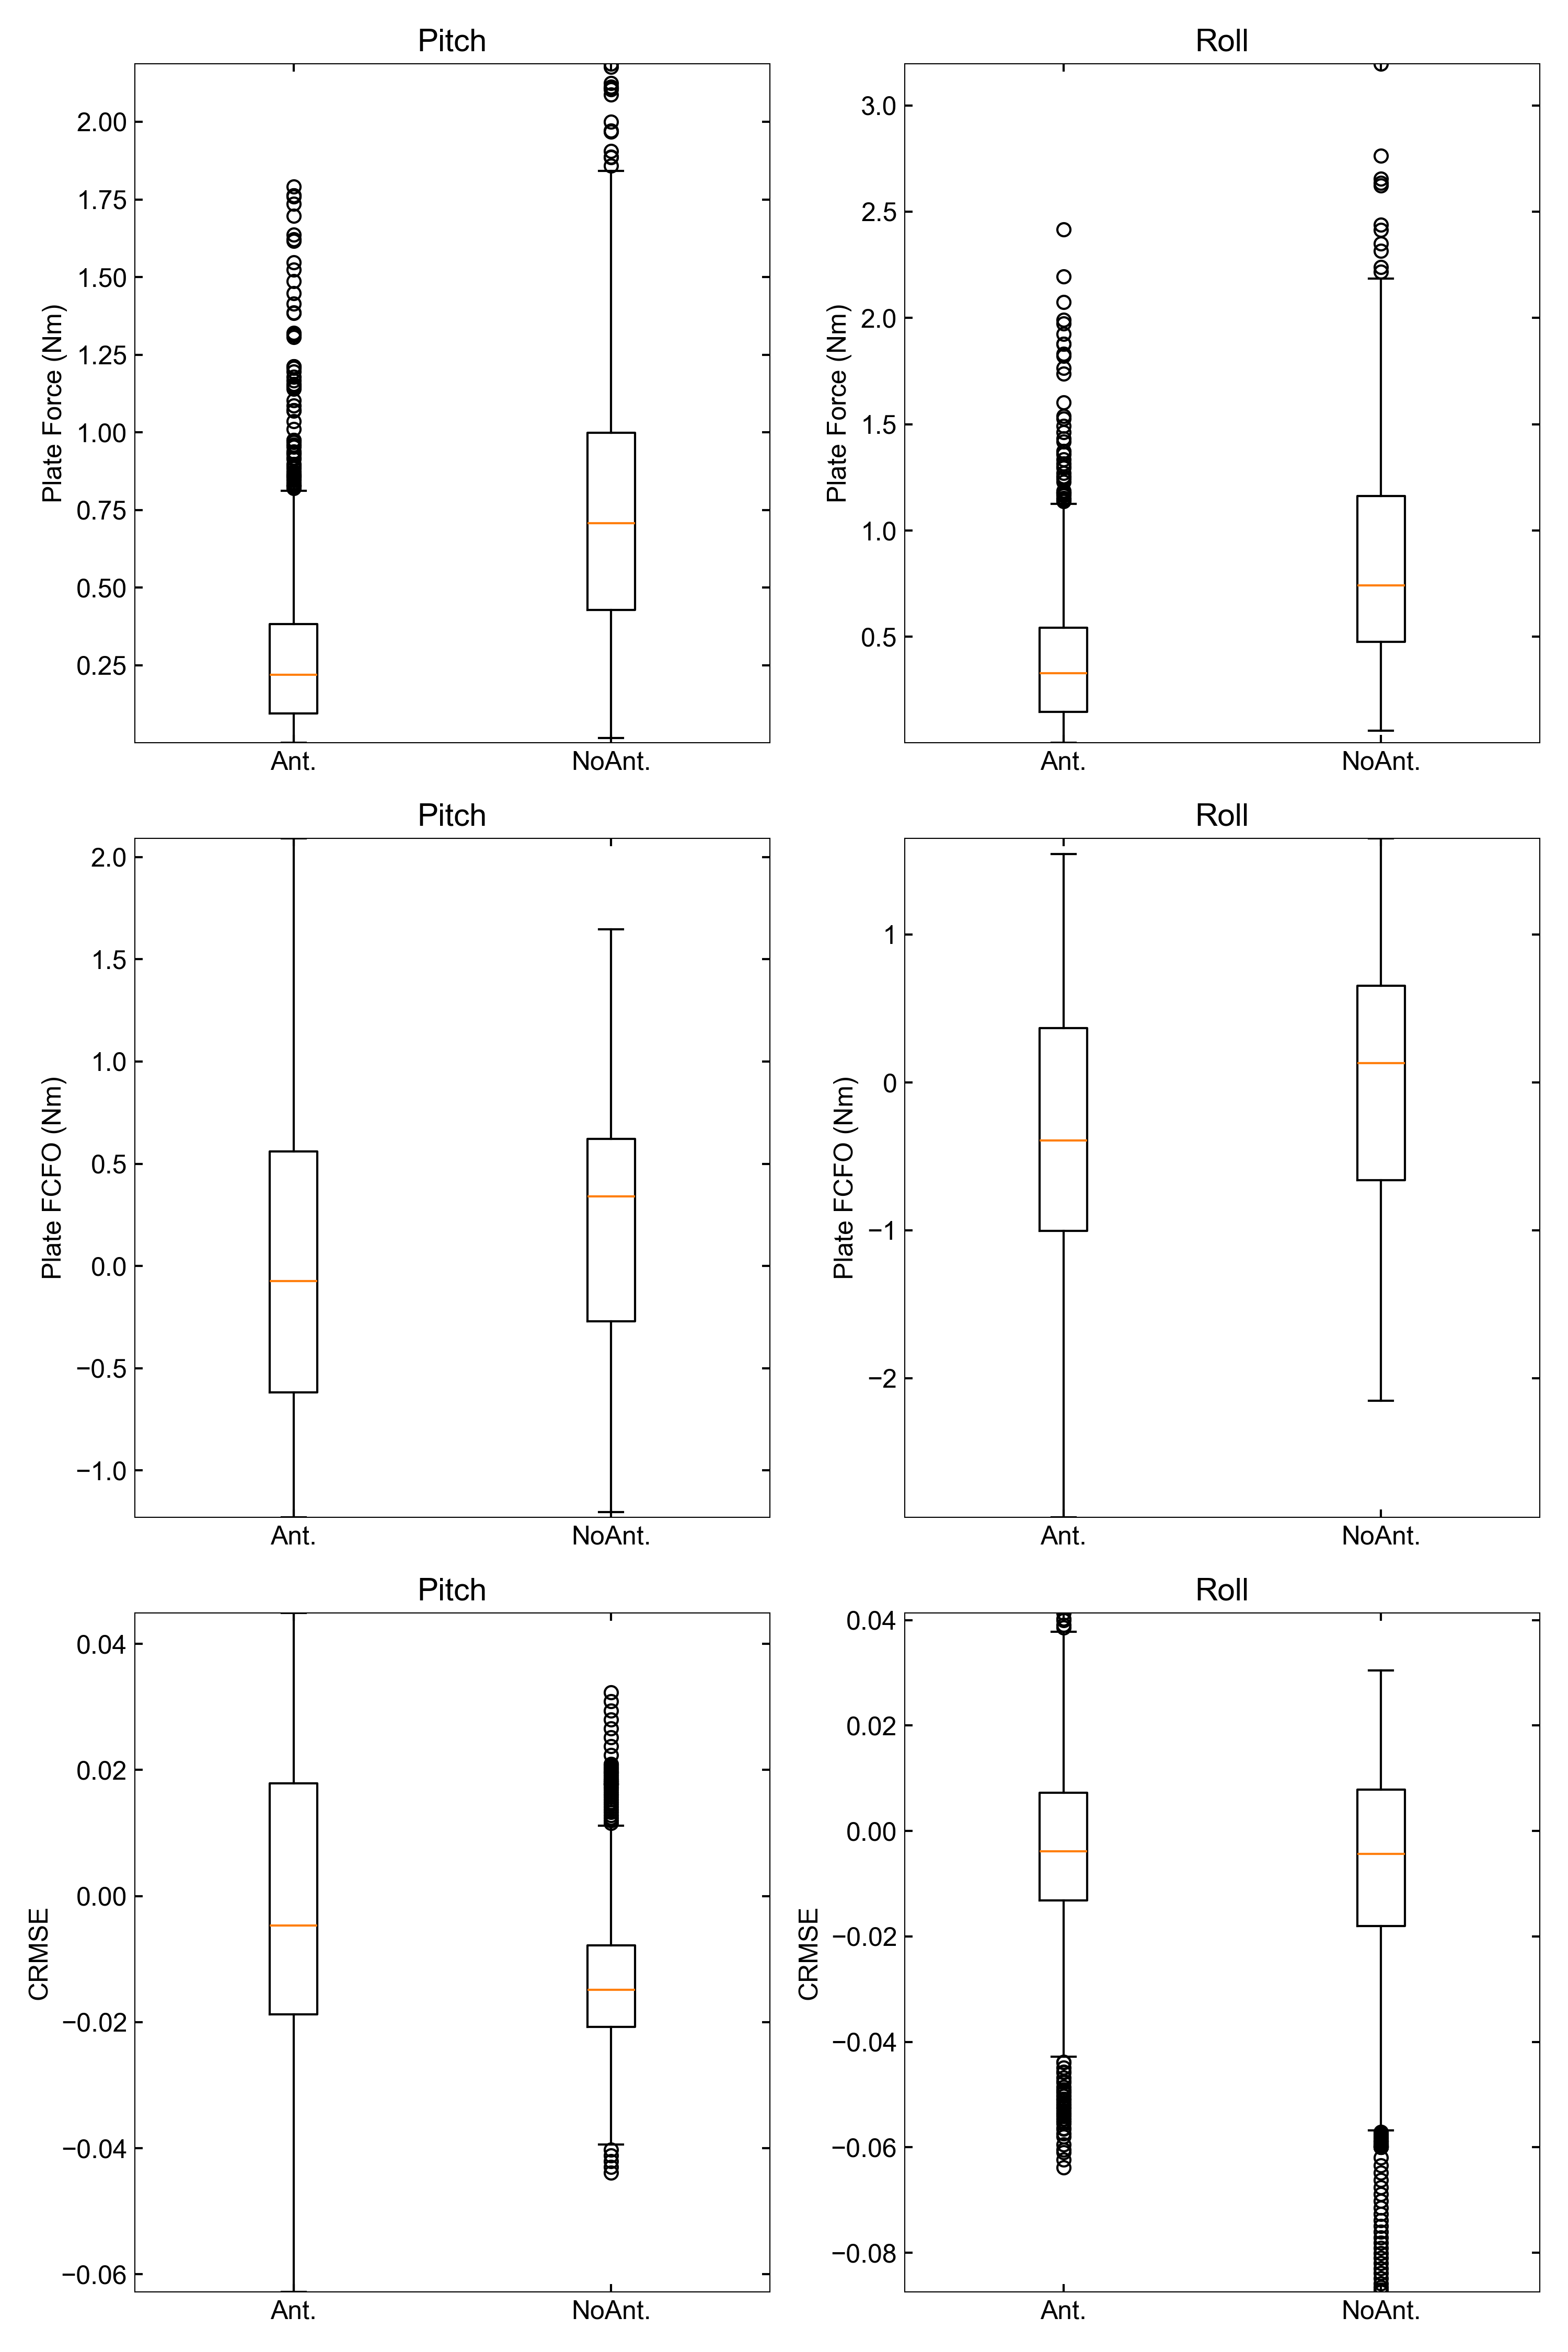 Pitch
Plate Force (Nm)
2.00
1.75
1.50
1.25
1.00
0.75
0.50
0.25
Ant.
NoAnt.
Roll
Plate Force (Nm)
3.0
2.5
2.0
1.5
1.0
0.5
Ant.
NoAnt.
Pitch
Plate FCFO (Nm)
2.0
1.5
1.0
0.5
0.0
−0.5
−1.0
Ant.
NoAnt.
Roll
Plate FCFO (Nm)
1
0
−1
−2
Ant.
NoAnt.
Pitch
CRMSE
0.04
0.02
0.00
−0.02
−0.04
−0.06
Ant.
NoAnt.
Roll
CRMSE
0.04
0.02
0.00
−0.02
−0.04
−0.06
−0.08
Ant.
NoAnt.